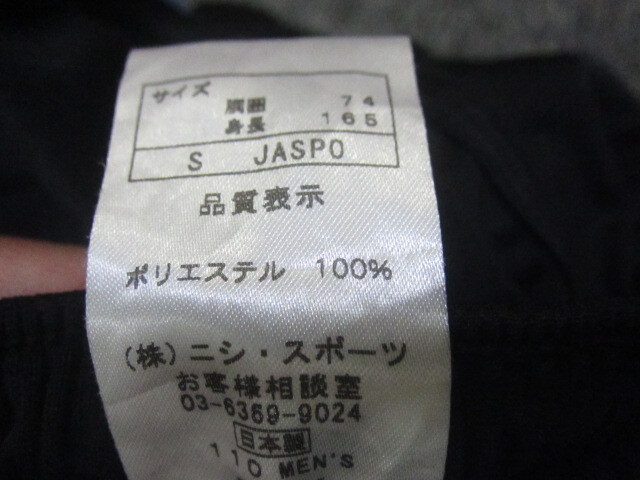 サイズ
胴囲 74
身長 165
S JASPO
品質表示
ポリエステル 100%
(株)ニシ・スポーツ
お客様相談室
03-6369-9024
日本製
110 MEN'S